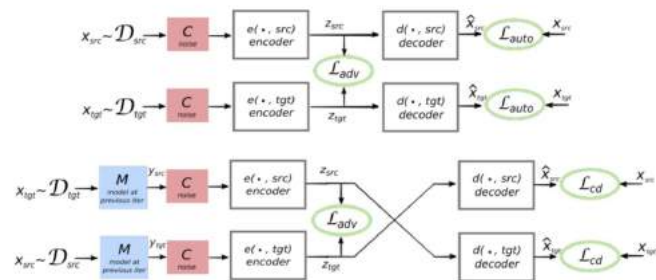 x_src ~ D_src C noise e(•, src) encoder z_src d(•, src) decoder x̂_src L_auto x_src
L_adv
x_tgt ~ D_tgt C noise e(•, tgt) encoder z_tgt d(•, tgt) decoder x̂_tgt L_auto x_tgt
x_tgt ~ D_tgt M model at previous iter y_src C noise e(•, src) encoder z_src d(•, src) decoder x̂_src L_cd x_src
L_adv
x_src ~ D_src M model at previous iter y_tgt C noise e(•, tgt) encoder z_tgt d(•, tgt) decoder x̂_tgt L_cd x_tgt